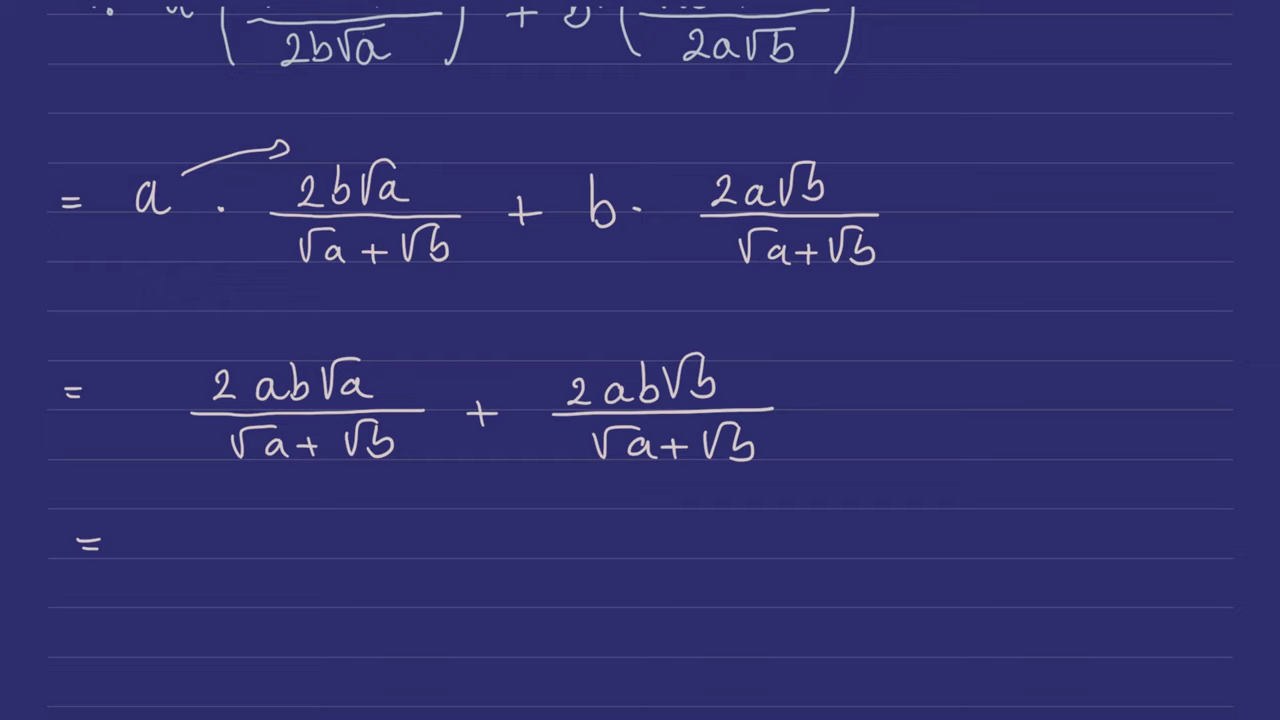 2b√a ) + ( 2a√b )
= a · 2b√a / √a + √b + b · 2a√b / √a + √b
= 2ab√a / √a + √b + 2ab√b / √a + √b
=